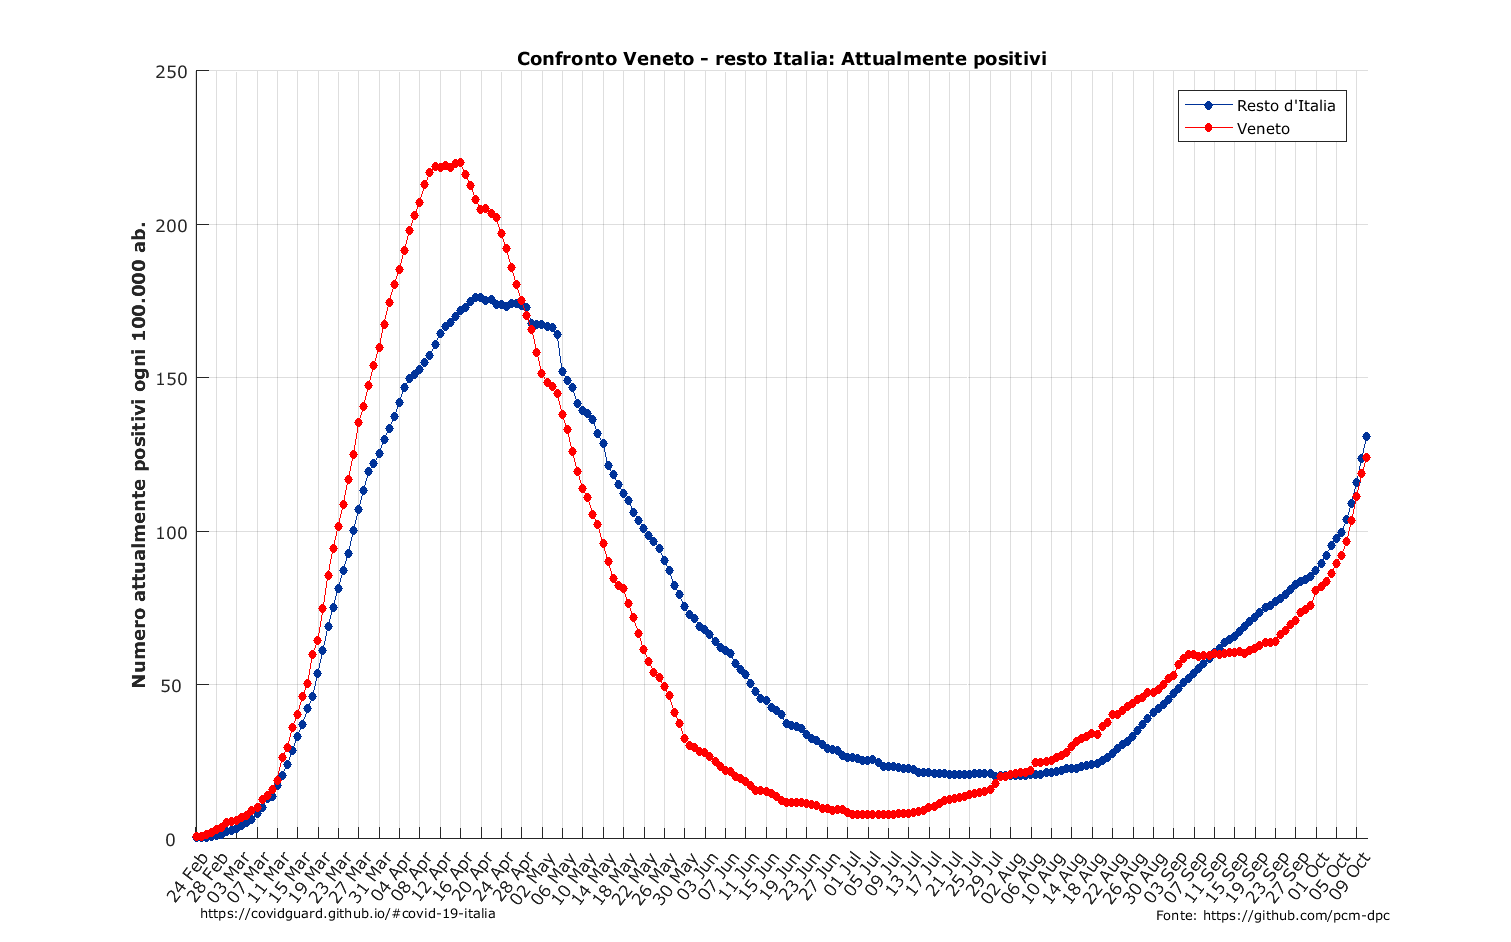 Confronto Veneto - resto Italia: Attualmente positivi
Resto d'Italia
Veneto
Numero attualmente positivi ogni 100.000 ab.
250
200
150
100
50
0
24 Feb
28 Feb
03 Mar
07 Mar
11 Mar
15 Mar
19 Mar
23 Mar
27 Mar
31 Mar
04 Apr
08 Apr
12 Apr
16 Apr
20 Apr
24 Apr
28 Apr
02 May
06 May
10 May
14 May
18 May
22 May
26 May
30 May
03 Jun
07 Jun
11 Jun
15 Jun
19 Jun
23 Jun
27 Jun
01 Jul
05 Jul
09 Jul
13 Jul
17 Jul
21 Jul
25 Jul
29 Jul
02 Aug
06 Aug
10 Aug
14 Aug
18 Aug
22 Aug
26 Aug
30 Aug
03 Sep
07 Sep
11 Sep
15 Sep
19 Sep
23 Sep
27 Sep
01 Oct
05 Oct
09 Oct
https://covidguard.github.io/#covid-19-italia
Fonte: https://github.com/pcm-dpc